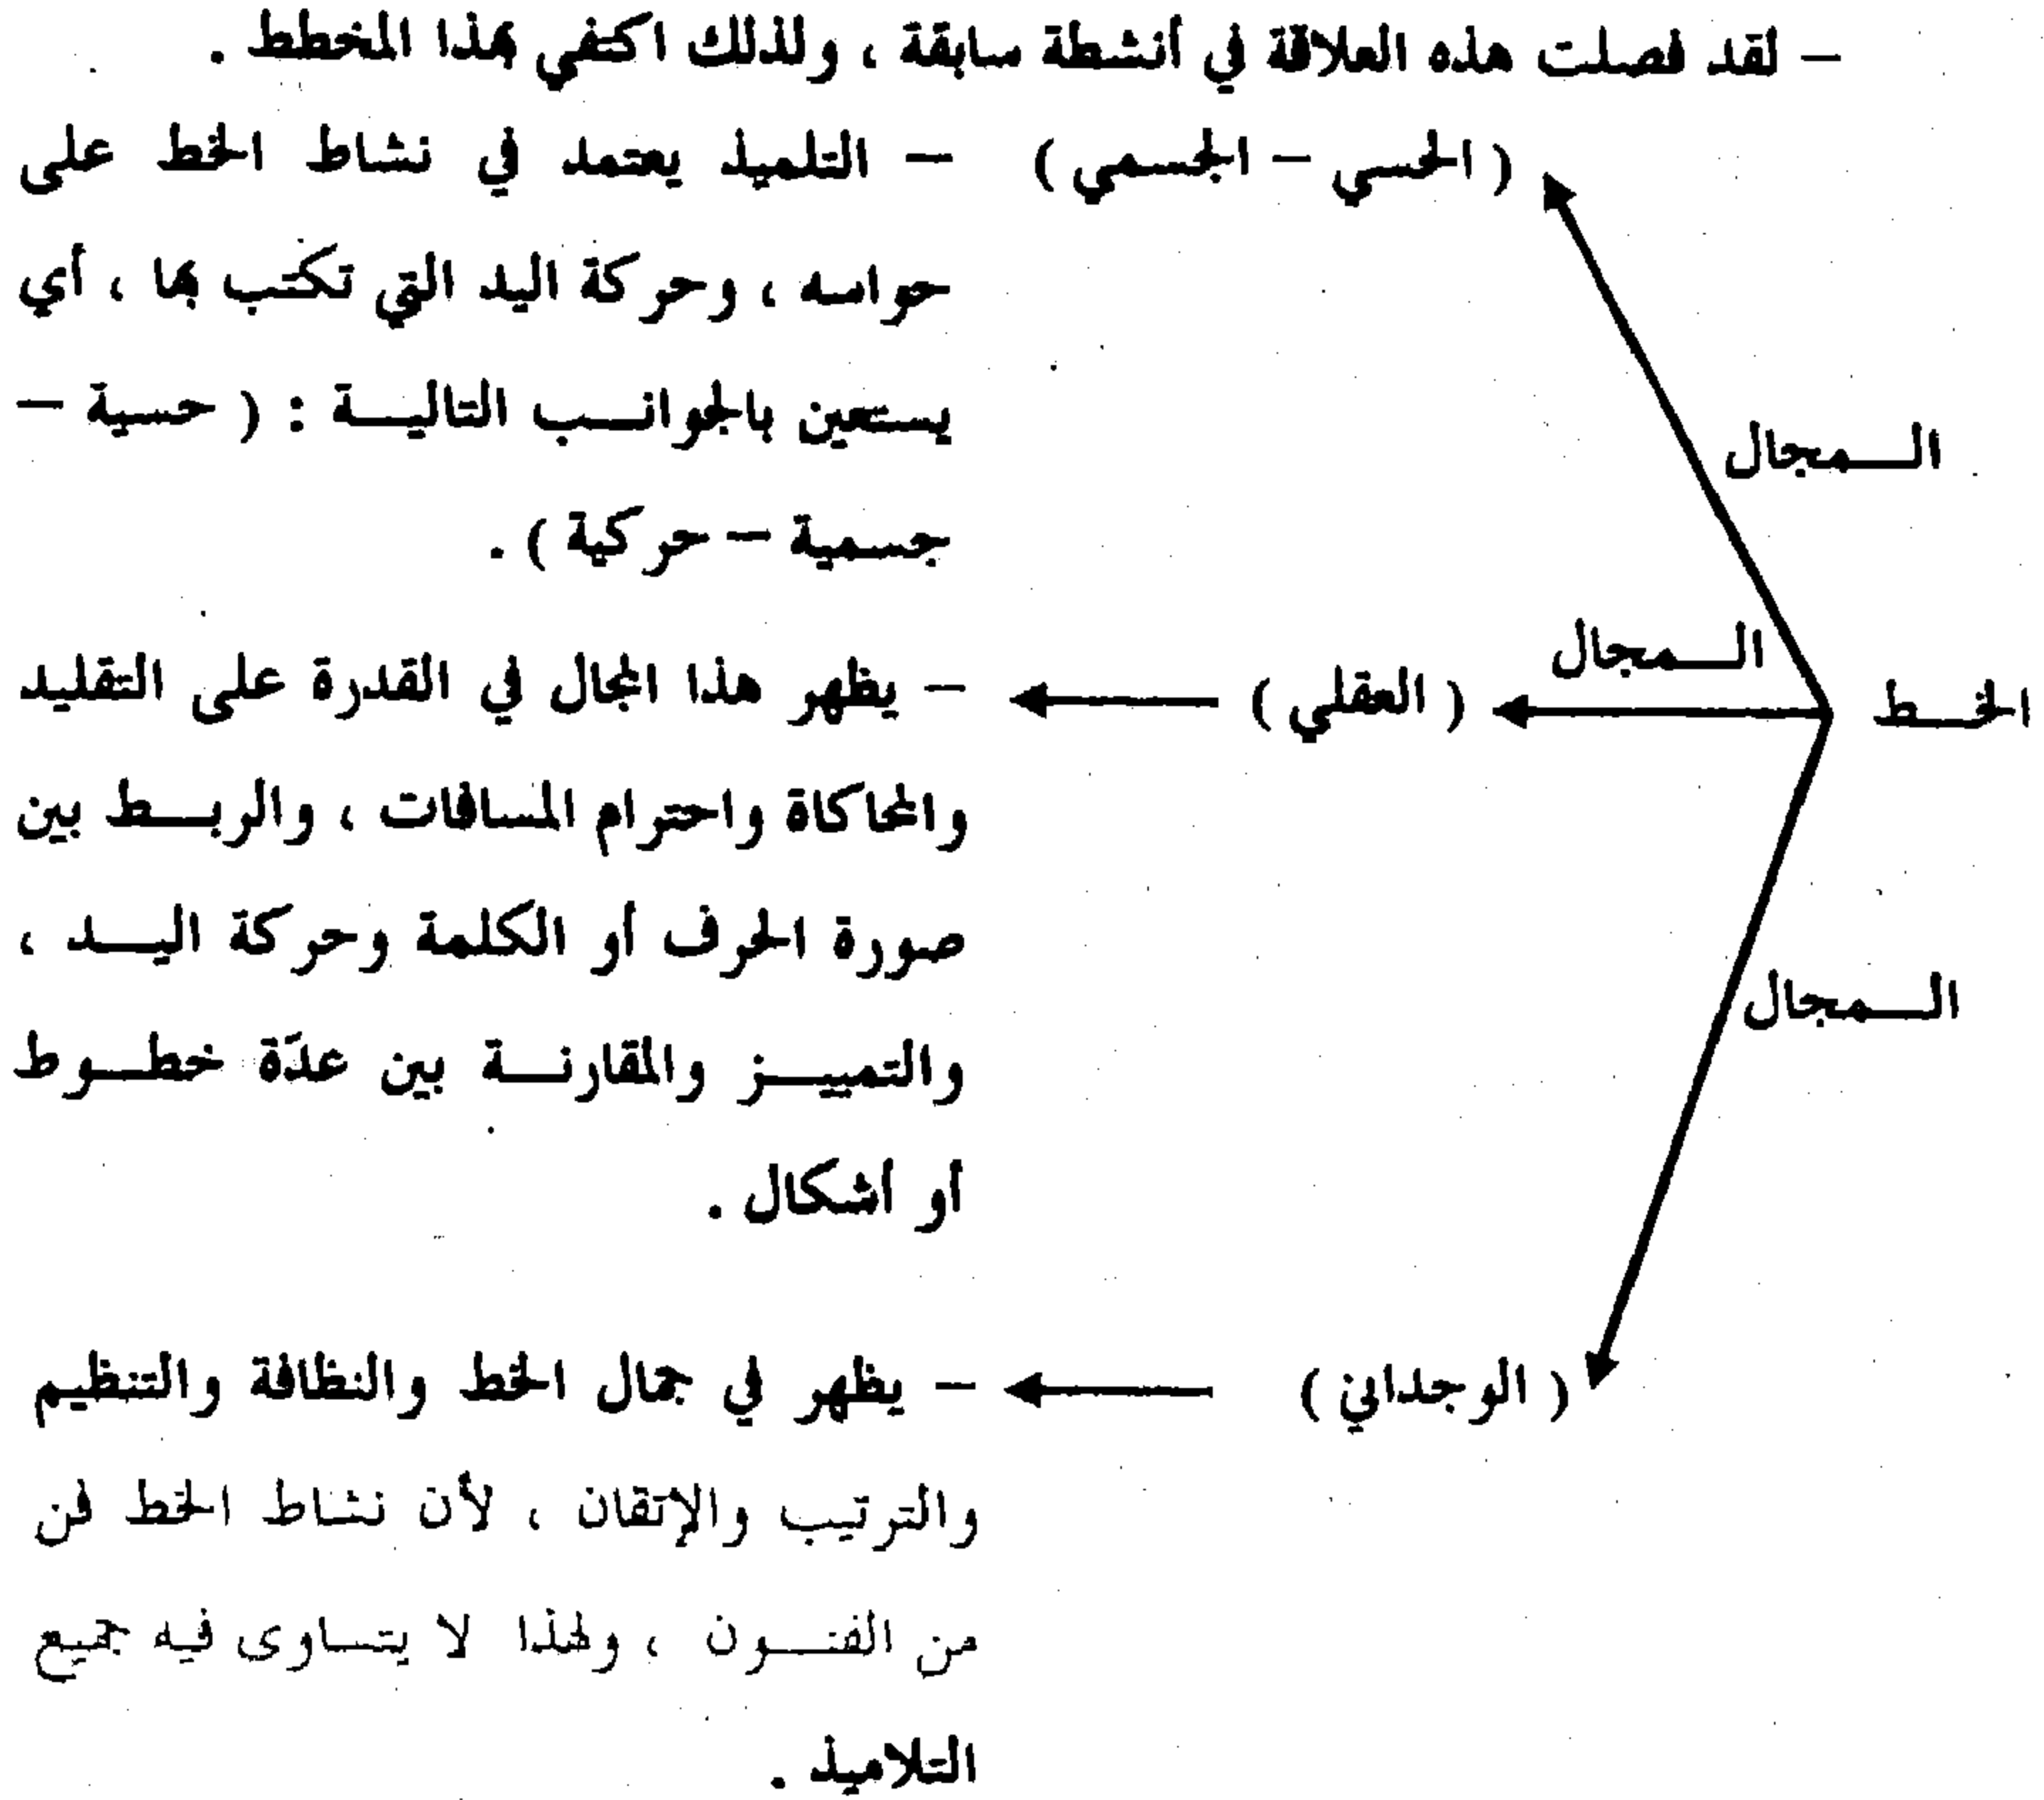 – لقد فصلت هذه العلاقة في أنشطة سابقة ، ولذلك اكتفي بهذا المخطط .
( الحسي – الجسمي ) – التلميذ يعتمد في نشاط الخط على
حواسه ، وحركة اليد التي تكتب بها ، أي
يستعين بالجوانب التالية : ( حسية –
المجال
جسمية – حركية ) .
المجال
الخط ( العقلي ) – يظهر هذا المجال في القدرة على التقليد
والمحاكاة واحترام المسافات ، والربط بين
صورة الحرف أو الكلمة وحركة اليد ،
المجال
والتمييز والمقارنة بين عدّة خطوط
أو أشكال .
( الوجداني ) – يظهر في جمال الخط والنظافة والتنظيم
والترتيب والإتقان ، لأن نشاط الخط فن
من الفنون ، ولهذا لا يتساوى فيه جميع
التلاميذ .